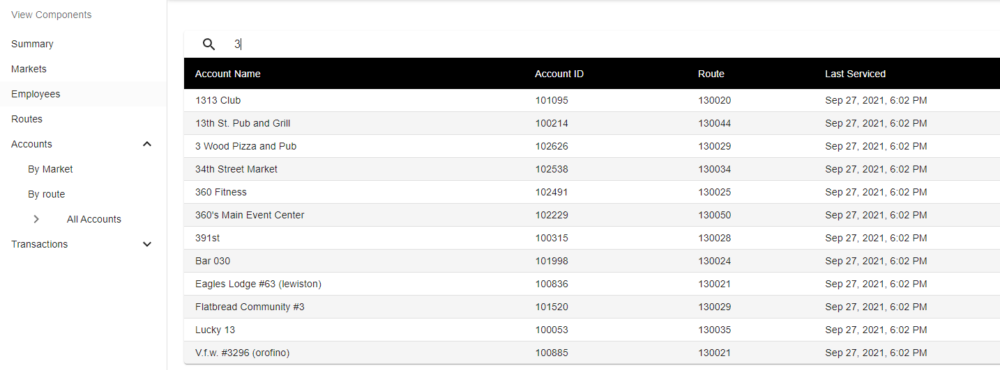 View Components
Summary
Markets
Employees
Routes
Accounts
By Market
By route
All Accounts
Transactions
3
Account Name Account ID Route Last Serviced
1313 Club 101095 130020 Sep 27, 2021, 6:02 PM
13th St. Pub and Grill 100214 130044 Sep 27, 2021, 6:02 PM
3 Wood Pizza and Pub 102626 130029 Sep 27, 2021, 6:02 PM
34th Street Market 102538 130034 Sep 27, 2021, 6:02 PM
360 Fitness 102491 130025 Sep 27, 2021, 6:02 PM
360's Main Event Center 102229 130050 Sep 27, 2021, 6:02 PM
391st 100315 130028 Sep 27, 2021, 6:02 PM
Bar 030 101998 130024 Sep 27, 2021, 6:02 PM
Eagles Lodge #63 (lewiston) 100836 130021 Sep 27, 2021, 6:02 PM
Flatbread Community #3 101520 130029 Sep 27, 2021, 6:02 PM
Lucky 13 100053 130035 Sep 27, 2021, 6:02 PM
V.f.w. #3296 (orofino) 100885 130021 Sep 27, 2021, 6:02 PM